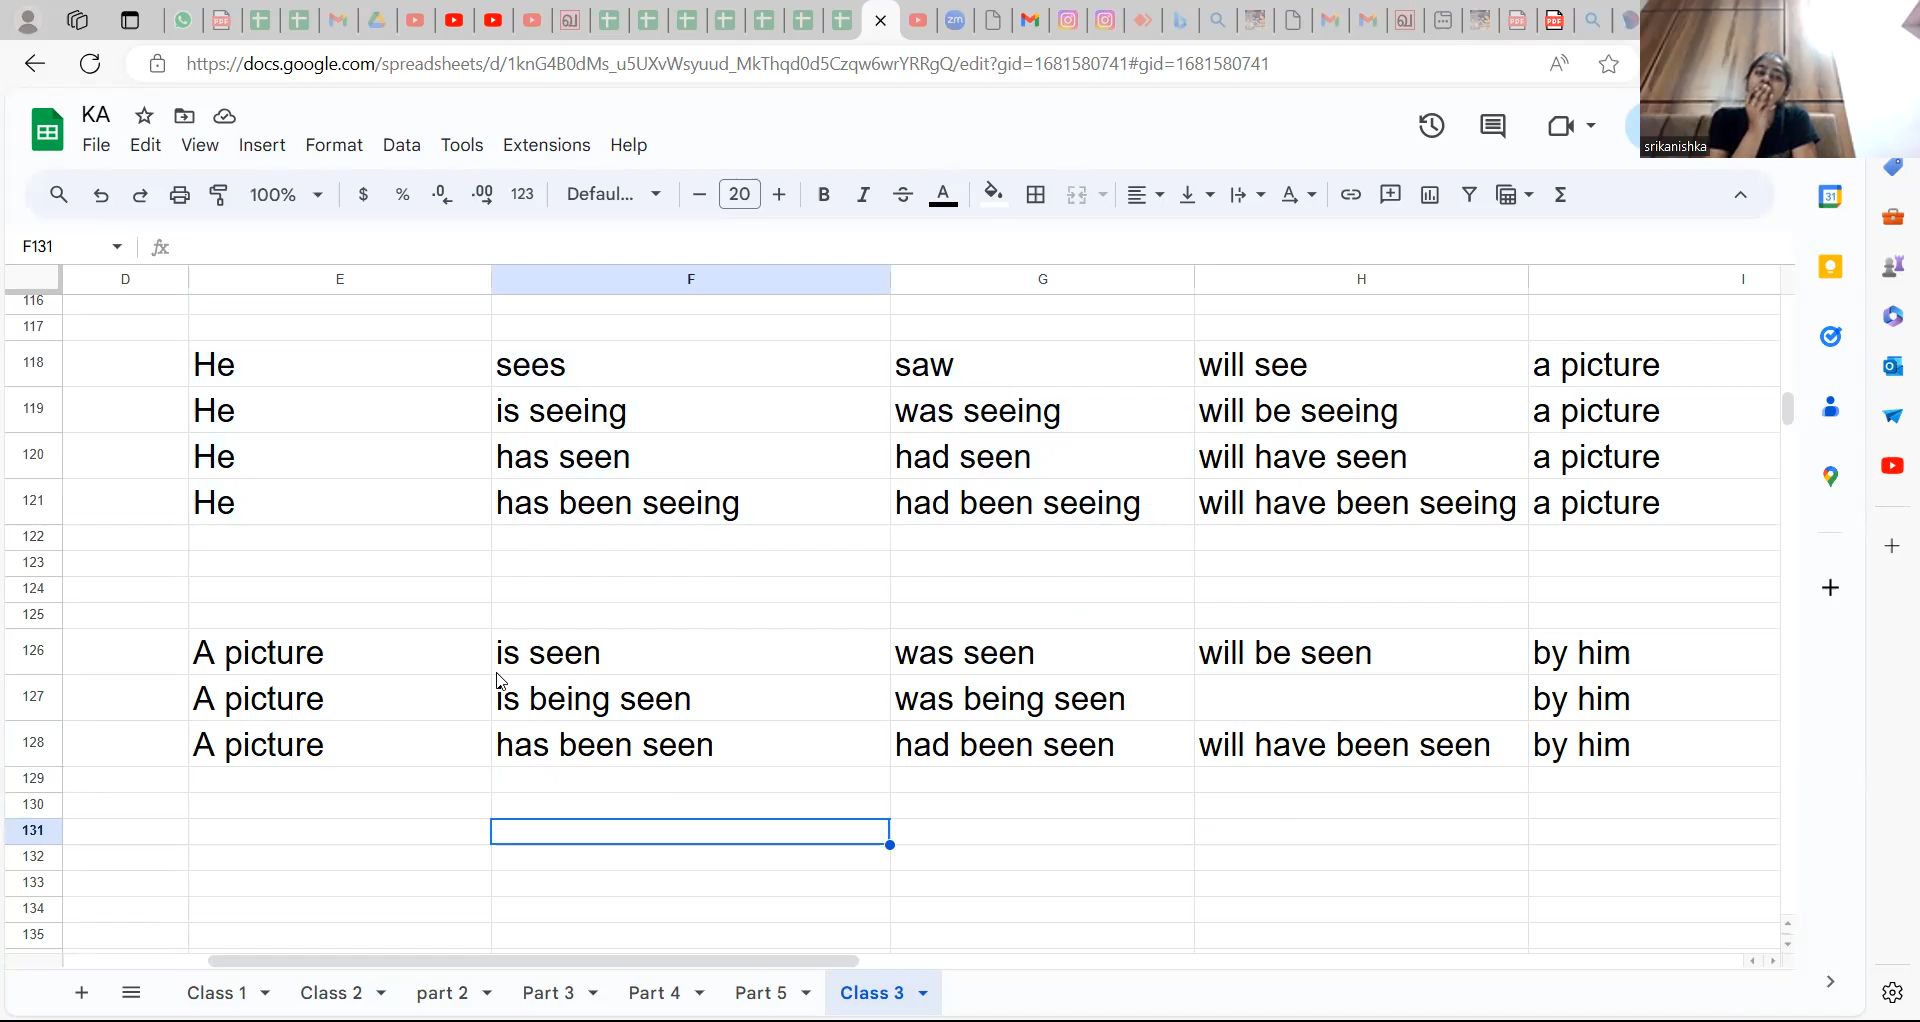 https://docs.google.com/spreadsheets/d/1knG4B0dMs_u5UXvWsyuud_MkThqd0d5Czqw6wrYRRgQ/edit?gid=1681580741#gid=1681580741
srikanishka
KA
File Edit View Insert Format Data Tools Extensions Help
100% $ % .0 .00 123 Defaul... 20 B I A Σ
F131 fx
D E F G H I
116
117
118 He sees saw will see a picture
119 He is seeing was seeing will be seeing a picture
120 He has seen had seen will have seen a picture
121 He has been seeing had been seeing will have been seeing a picture
122
123
124
125
126 A picture is seen was seen will be seen by him
127 A picture is being seen was being seen by him
128 A picture has been seen had been seen will have been seen by him
129
130
131
132
133
134
135
Class 1 Class 2 part 2 Part 3 Part 4 Part 5 Class 3